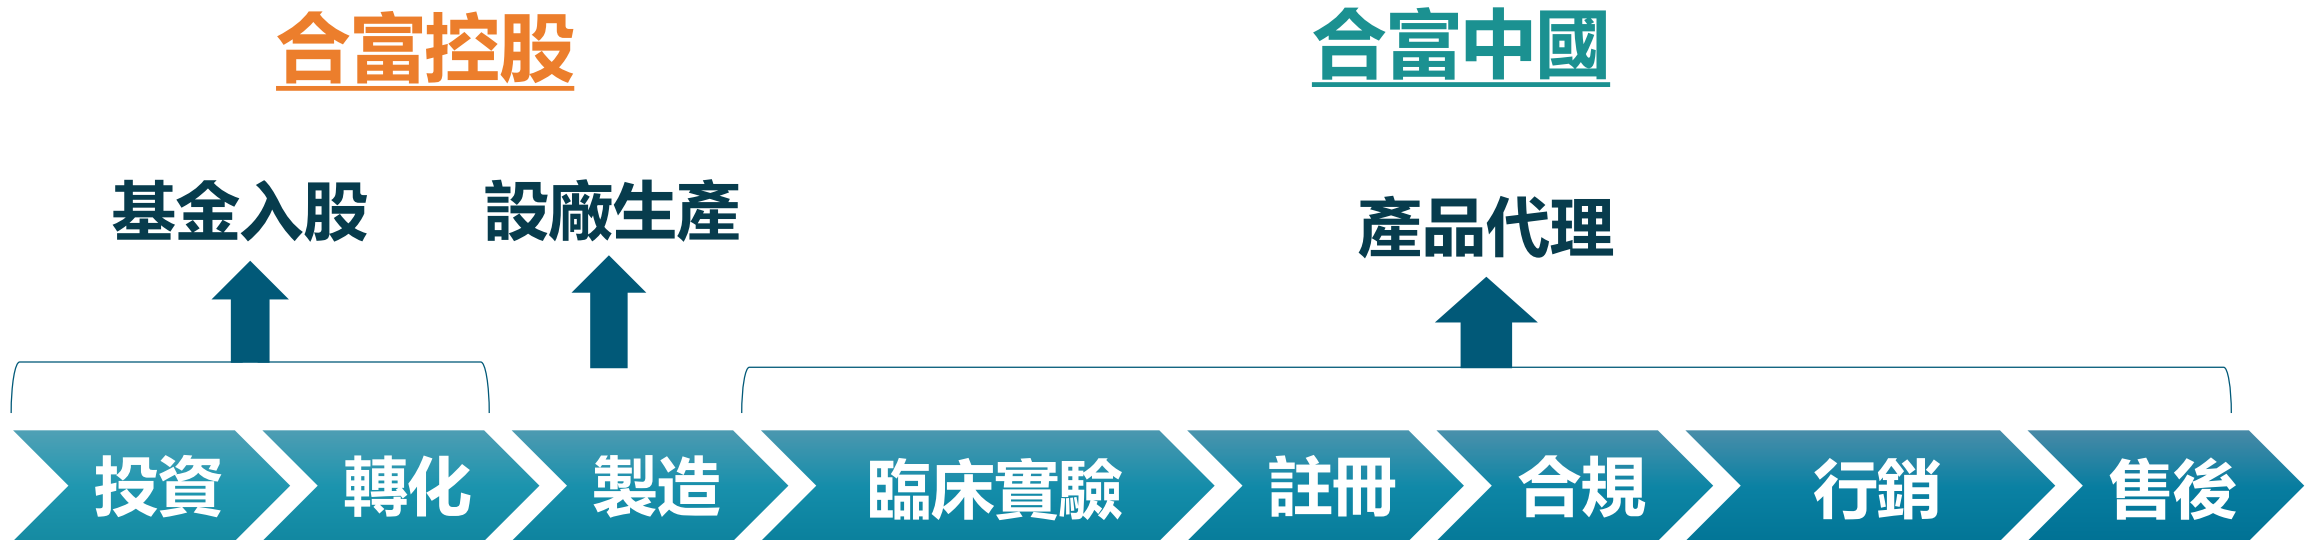 合富控股
合富中國
基金入股
設廠生產
產品代理
投資
轉化
製造
臨床實驗
註冊
合規
行銷
售後